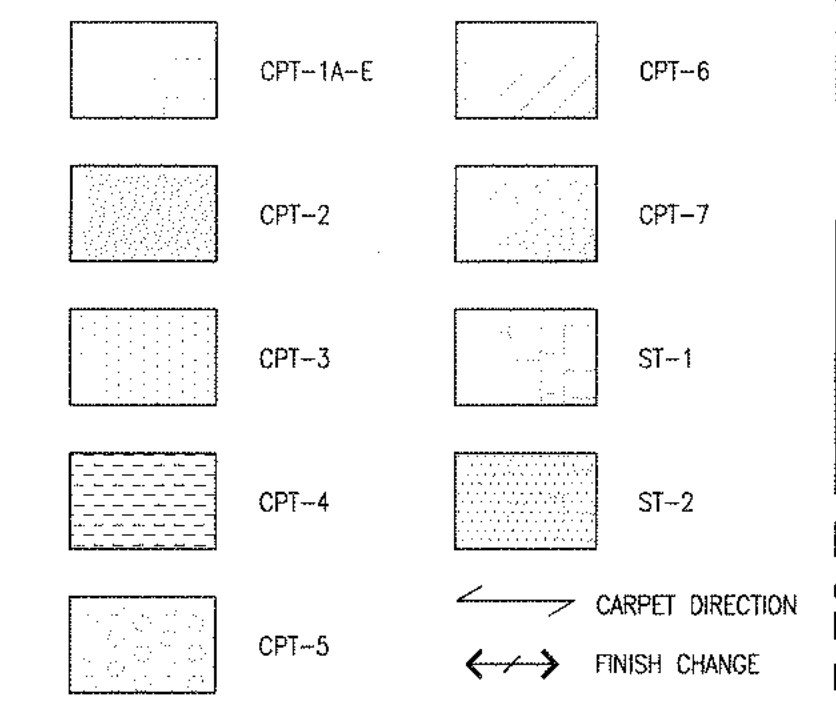 CPT-1A-E
CPT-2
CPT-3
CPT-4
CPT-5
CPT-6
CPT-7
ST-1
ST-2
CARPET DIRECTION
FINISH CHANGE